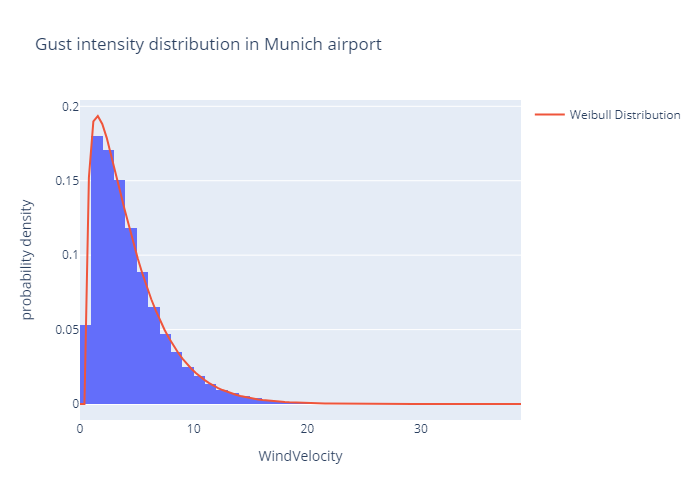 Gust intensity distribution in Munich airport
Weibull Distribution
probability density
0.2
0.15
0.1
0.05
0
0 10 20 30
WindVelocity